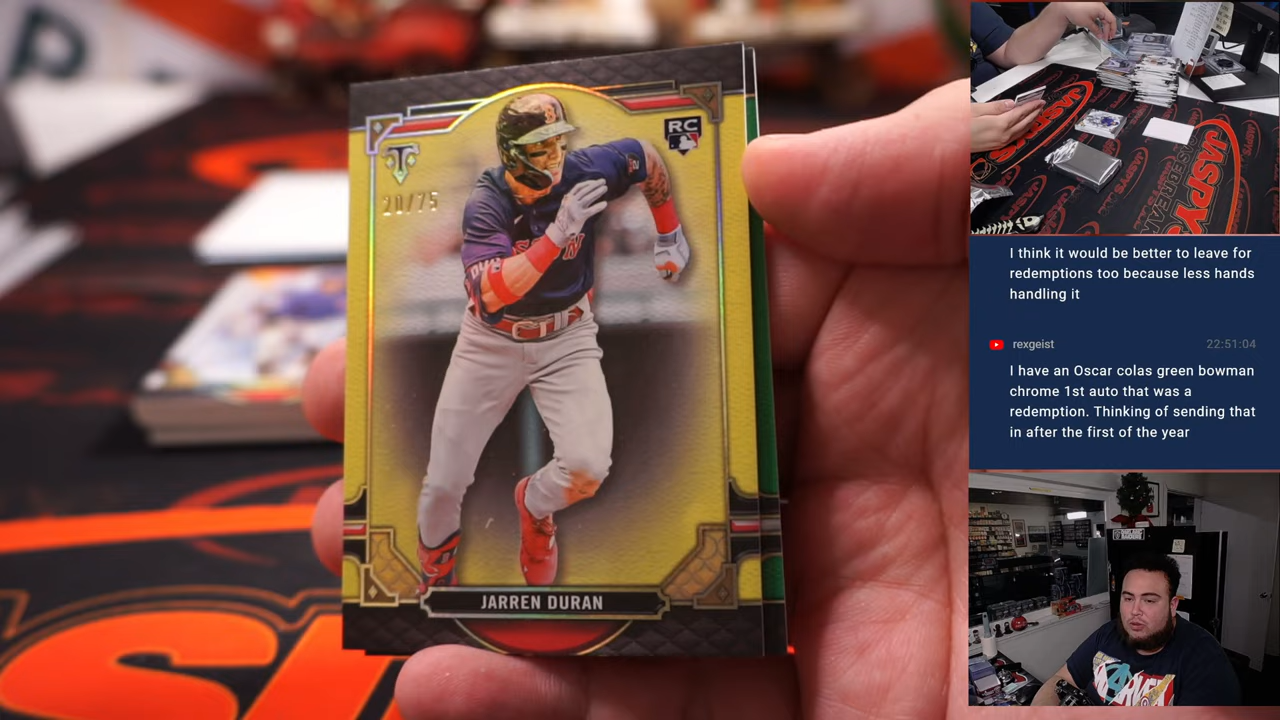 RC
20/75
JARREN DURAN
JASPY'S
I think it would be better to leave for
redemptions too because less hands
handling it
rexgeist
22:51:04
I have an Oscar colas green bowman
chrome 1st auto that was a
redemption. Thinking of sending that
in after the first of the year
MARVEL